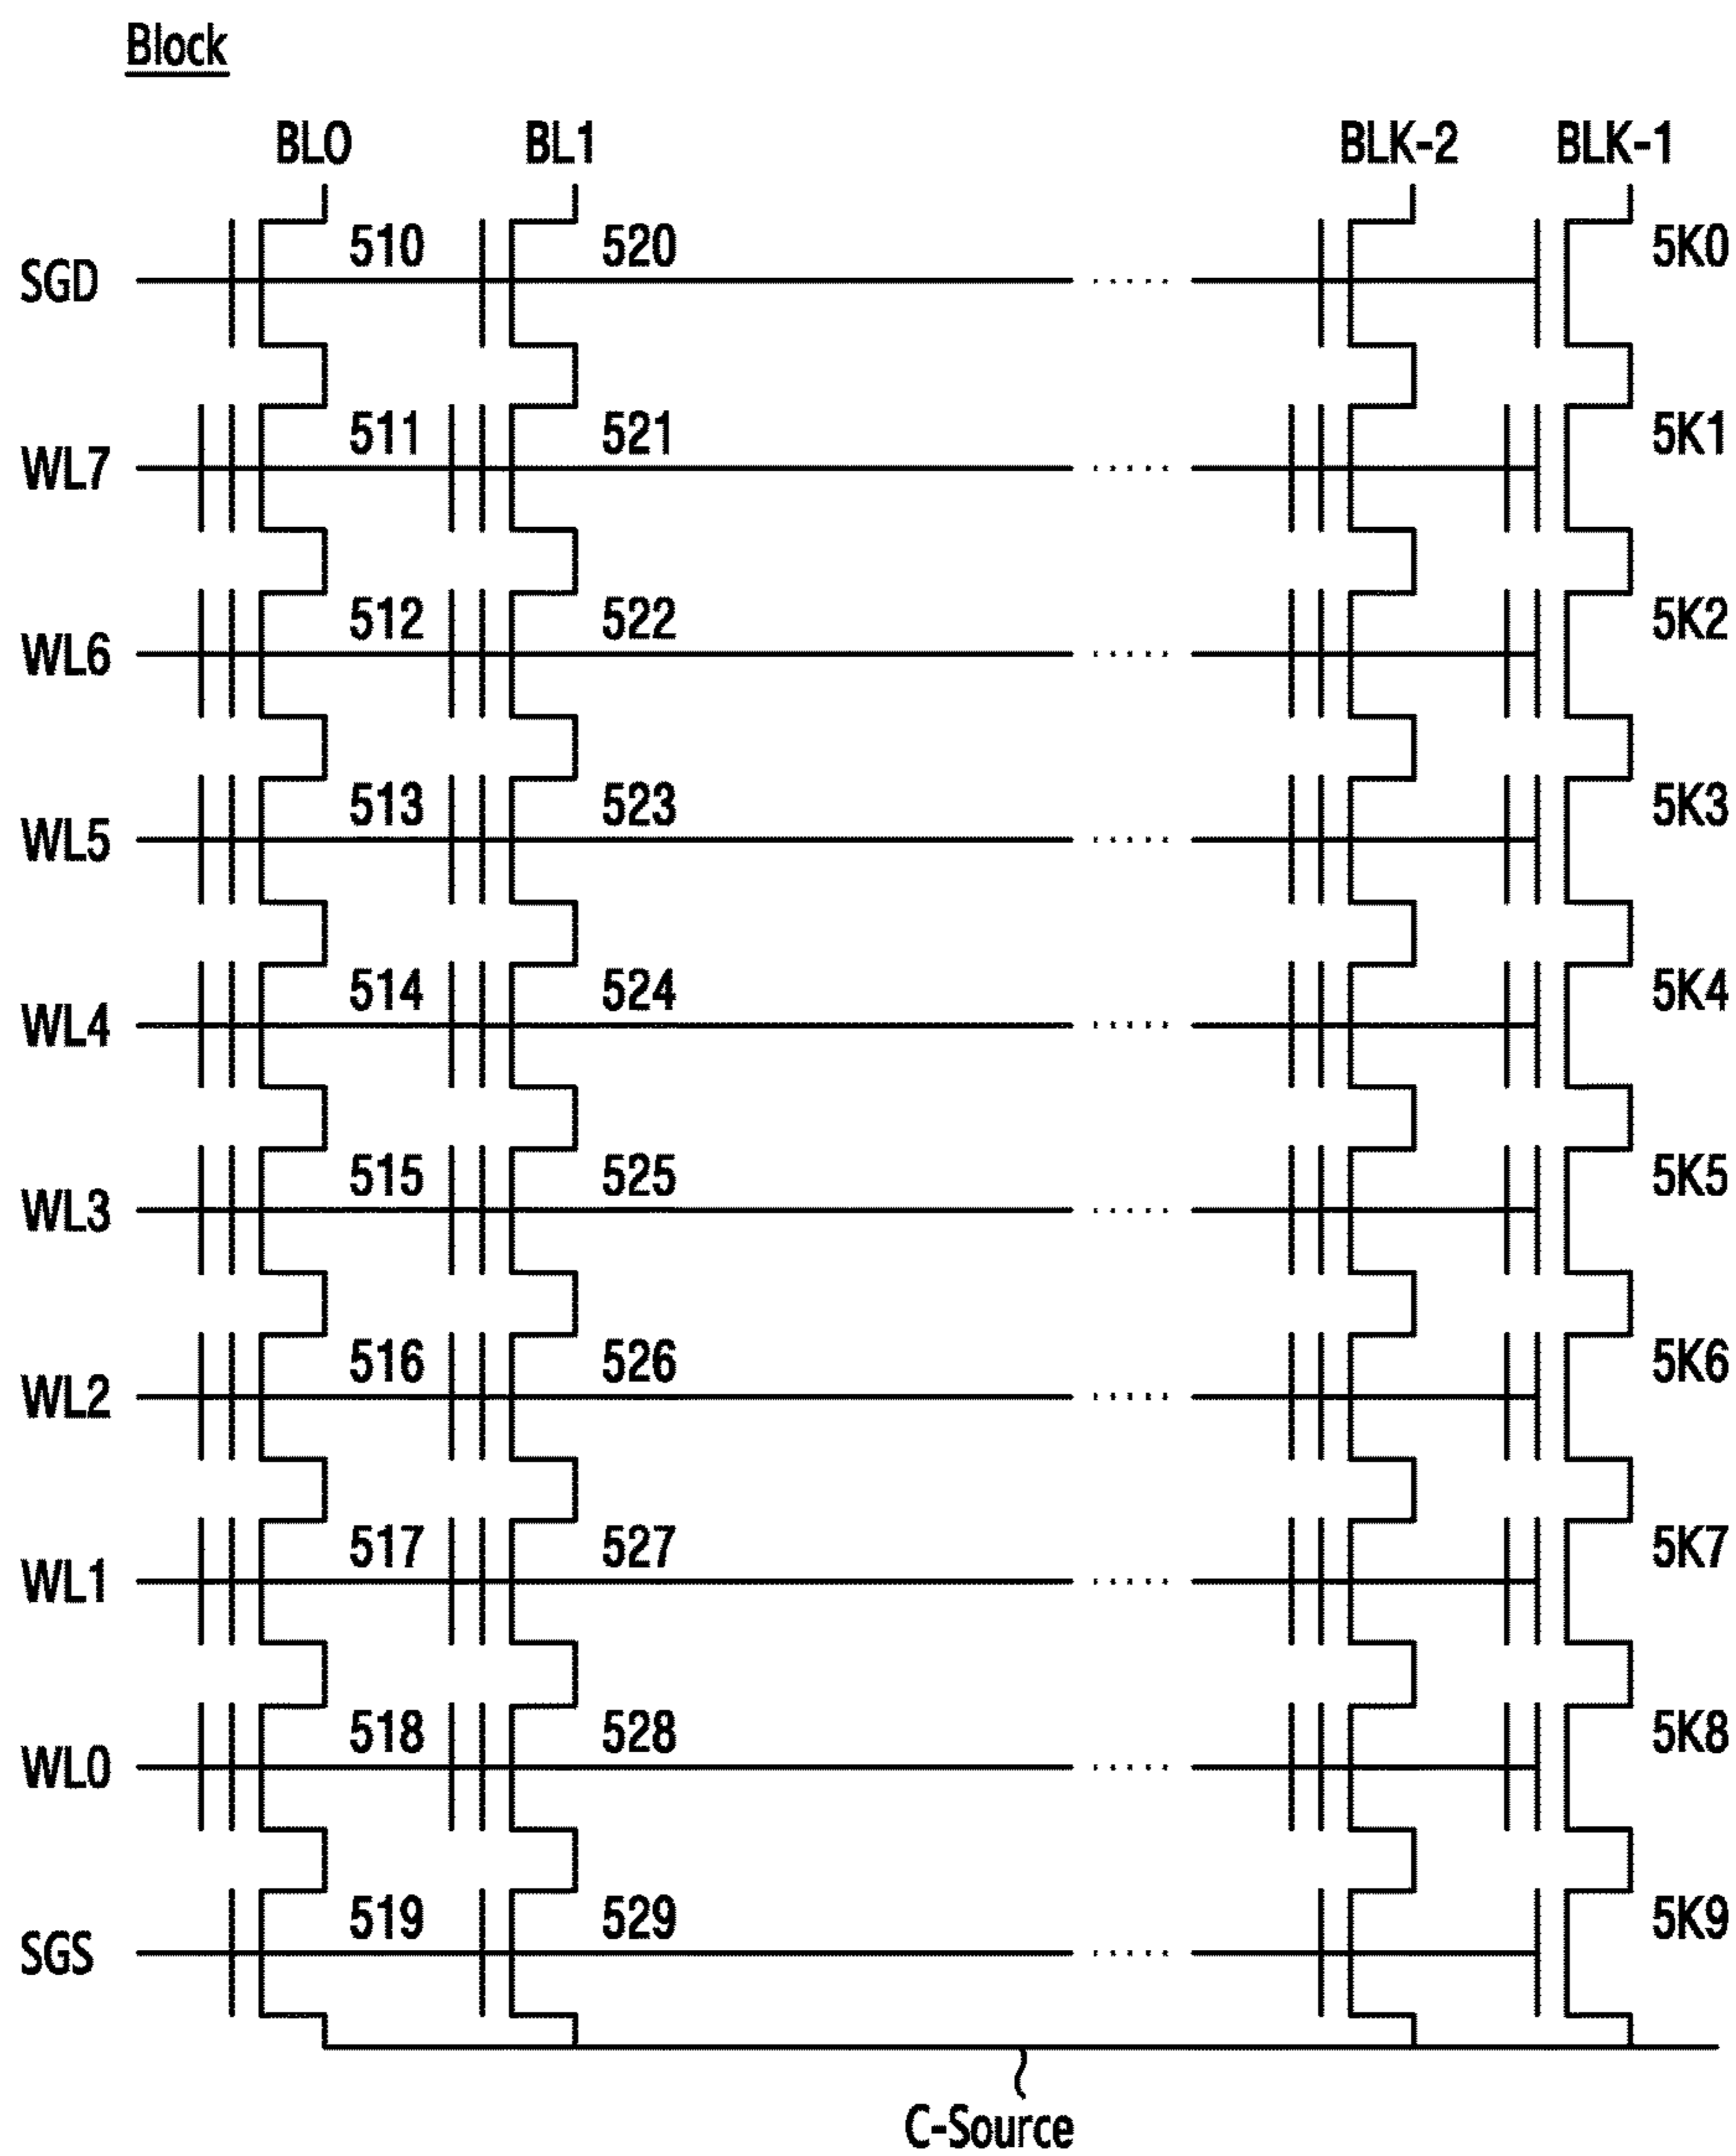 Block
BL0 BL1 BLK-2 BLK-1
SGD 510 520 ····· 5K0
WL7 511 521 ····· 5K1
WL6 512 522 ····· 5K2
WL5 513 523 ····· 5K3
WL4 514 524 ····· 5K4
WL3 515 525 ····· 5K5
WL2 516 526 ····· 5K6
WL1 517 527 ····· 5K7
WL0 518 528 ····· 5K8
SGS 519 529 ····· 5K9
C-Source